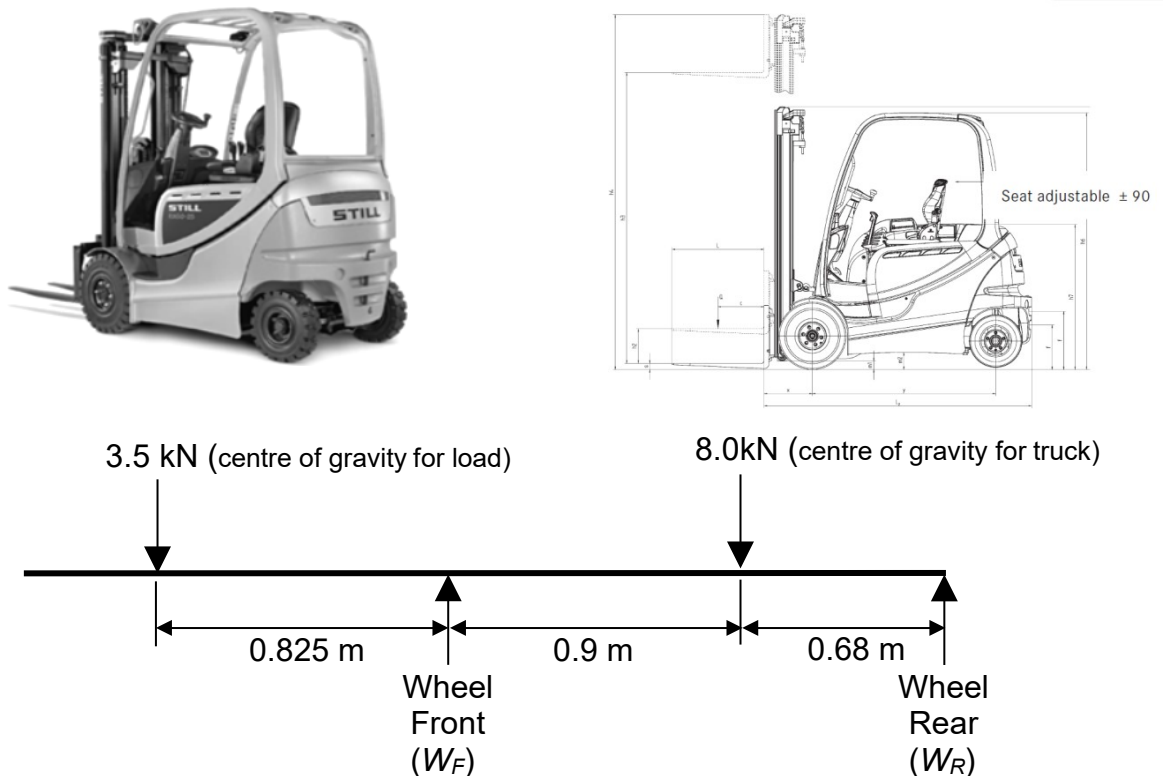 STILL
STILL
Seat adjustable ± 90
3.5 kN (centre of gravity for load)
8.0kN (centre of gravity for truck)
0.825 m
0.9 m
0.68 m
Wheel
Front
(W_F)
Wheel
Rear
(W_R)